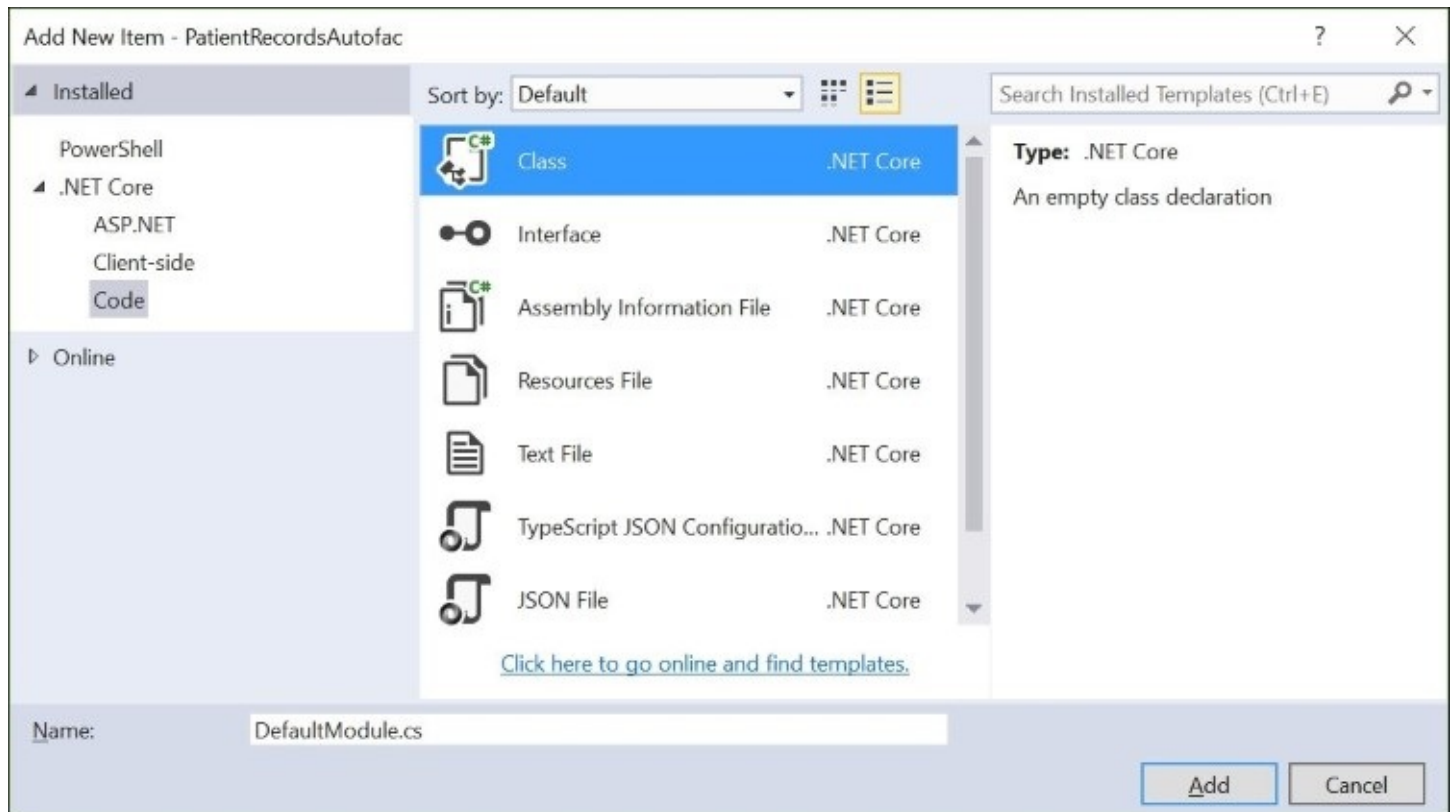 Add New Item - PatientRecordsAutofac
?
Installed
PowerShell
.NET Core
ASP.NET
Client-side
Code
Online
Sort by: Default
C# Class .NET Core
Interface .NET Core
C# Assembly Information File .NET Core
Resources File .NET Core
Text File .NET Core
TypeScript JSON Configuratio... .NET Core
JSON File .NET Core
Click here to go online and find templates.
Search Installed Templates (Ctrl+E)
Type: .NET Core
An empty class declaration
Name: DefaultModule.cs
Add Cancel